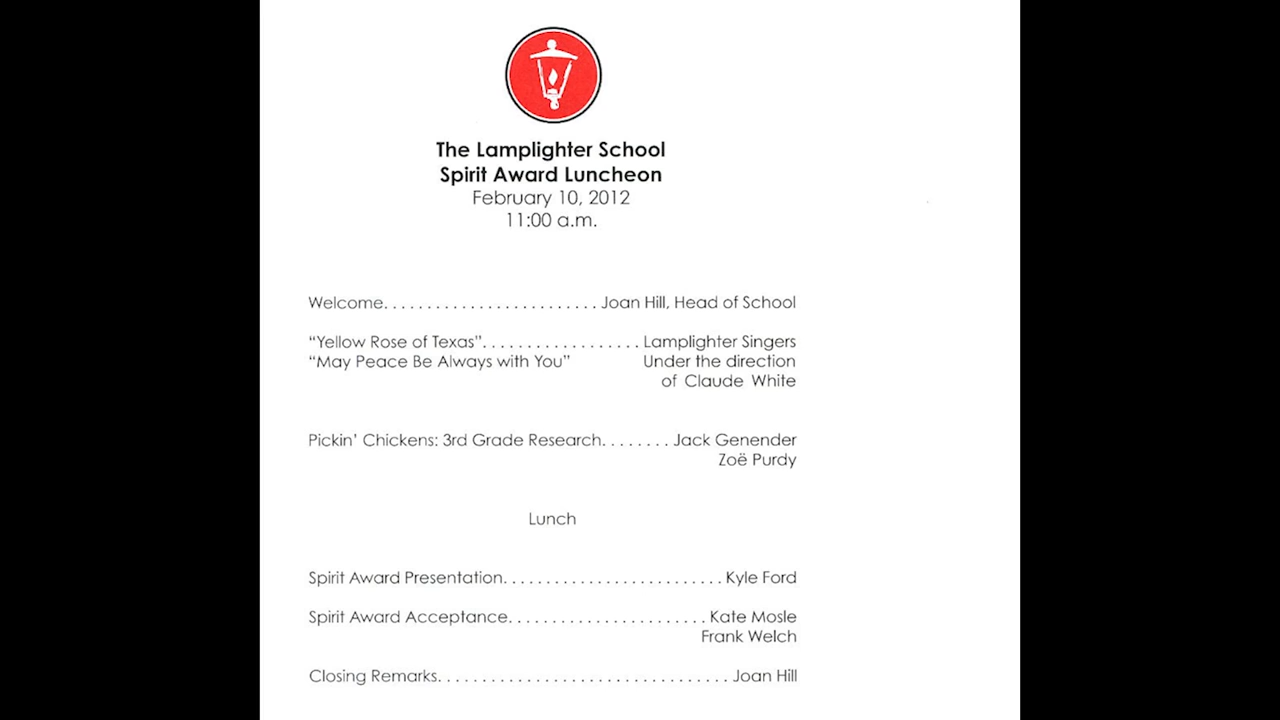 The Lamplighter School
Spirit Award Luncheon
February 10, 2012
11:00 a.m.
Welcome. . . . . . . . . . . . . . . . . . . . . . . . . Joan Hill, Head of School
“Yellow Rose of Texas”. . . . . . . . . . . . . . . . . . . Lamplighter Singers
“May Peace Be Always with You” Under the direction
of Claude White
Pickin’ Chickens: 3rd Grade Research. . . . . . . . Jack Genender
Zoë Purdy
Lunch
Spirit Award Presentation. . . . . . . . . . . . . . . . . . . . . . . . . . Kyle Ford
Spirit Award Acceptance. . . . . . . . . . . . . . . . . . . . . . . Kate Mosle
Frank Welch
Closing Remarks. . . . . . . . . . . . . . . . . . . . . . . . . . . . . . . . . . Joan Hill